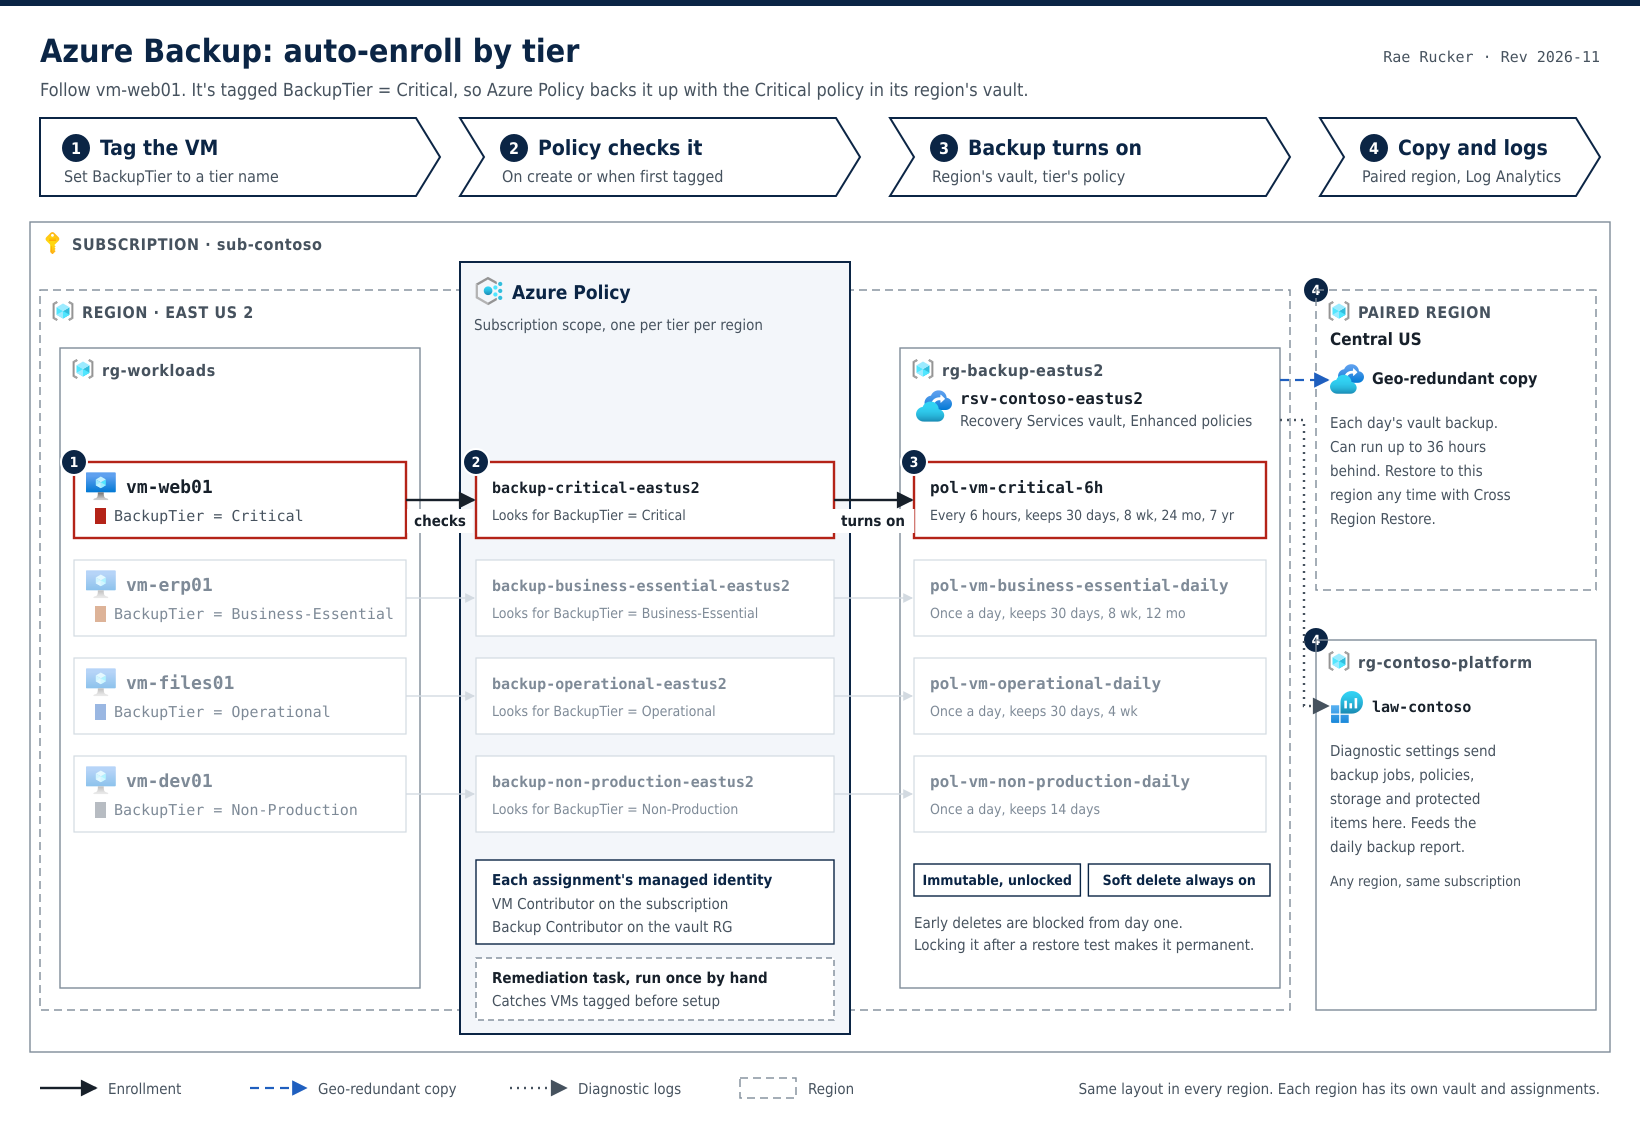 Azure Backup: auto-enroll by tier
Rae Rucker · Rev 2026-11
Follow vm-web01. It's tagged BackupTier = Critical, so Azure Policy backs it up with the Critical policy in its region's vault.
1 Tag the VM
Set BackupTier to a tier name
2 Policy checks it
On create or when first tagged
3 Backup turns on
Region's vault, tier's policy
4 Copy and logs
Paired region, Log Analytics
SUBSCRIPTION · sub-contoso
REGION · EAST US 2
rg-workloads
1
vm-web01
BackupTier = Critical
vm-erp01
BackupTier = Business-Essential
vm-files01
BackupTier = Operational
vm-dev01
BackupTier = Non-Production
checks
Azure Policy
Subscription scope, one per tier per region
2
backup-critical-eastus2
Looks for BackupTier = Critical
backup-business-essential-eastus2
Looks for BackupTier = Business-Essential
backup-operational-eastus2
Looks for BackupTier = Operational
backup-non-production-eastus2
Looks for BackupTier = Non-Production
Each assignment's managed identity
VM Contributor on the subscription
Backup Contributor on the vault RG
Remediation task, run once by hand
Catches VMs tagged before setup
turns on
rg-backup-eastus2
rsv-contoso-eastus2
Recovery Services vault, Enhanced policies
3
pol-vm-critical-6h
Every 6 hours, keeps 30 days, 8 wk, 24 mo, 7 yr
pol-vm-business-essential-daily
Once a day, keeps 30 days, 8 wk, 12 mo
pol-vm-operational-daily
Once a day, keeps 30 days, 4 wk
pol-vm-non-production-daily
Once a day, keeps 14 days
Immutable, unlocked
Soft delete always on
Early deletes are blocked from day one.
Locking it after a restore test makes it permanent.
4
PAIRED REGION
Central US
Geo-redundant copy
Each day's vault backup.
Can run up to 36 hours
behind. Restore to this
region any time with Cross
Region Restore.
4
rg-contoso-platform
law-contoso
Diagnostic settings send
backup jobs, policies,
storage and protected
items here. Feeds the
daily backup report.
Any region, same subscription
Enrollment
Geo-redundant copy
Diagnostic logs
Region
Same layout in every region. Each region has its own vault and assignments.